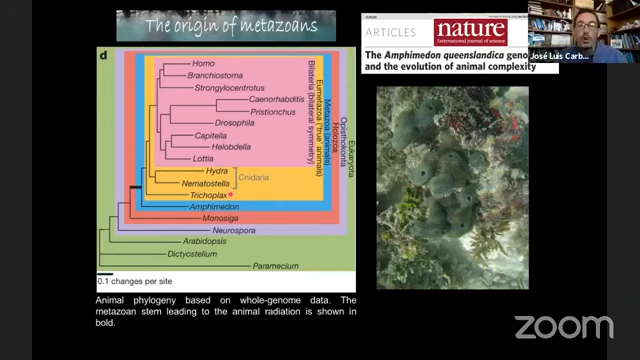 The origin of metazoans
ARTICLES
nature
International journal of science
The Amphimedon queenslandica geno
and the evolution of animal complexity
José Luis Carb...
d
Homo
Branchiostoma
Strongylocentrotus
Caenorhabditis
Pristionchus
Drosophila
Capitella
Helobdella
Lottia
Hydra
Nematostella
Cnidaria
Trichoplax
Amphimedon
Monosiga
Neurospora
Arabidopsis
Dictyostelium
Paramecium
Bilateria (bilateral symmetry)
Eumetazoa ("true" animals)
Metazoa (animals)
Holozoa
Opisthokonta
Eukaryota
0.1 changes per site
Animal phylogeny based on whole-genome data. The
metazoan stem leading to the animal radiation is shown in
bold.
zoom